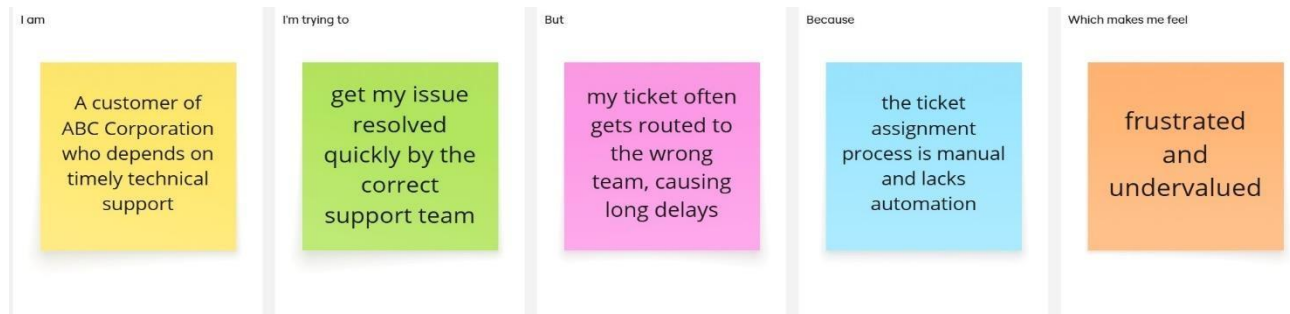 I am
A customer of
ABC Corporation
who depends on
timely technical
support
I'm trying to
get my issue
resolved
quickly by the
correct
support team
But
my ticket often
gets routed to
the wrong
team, causing
long delays
Because
the ticket
assignment
process is manual
and lacks
automation
Which makes me feel
frustrated
and
undervalued